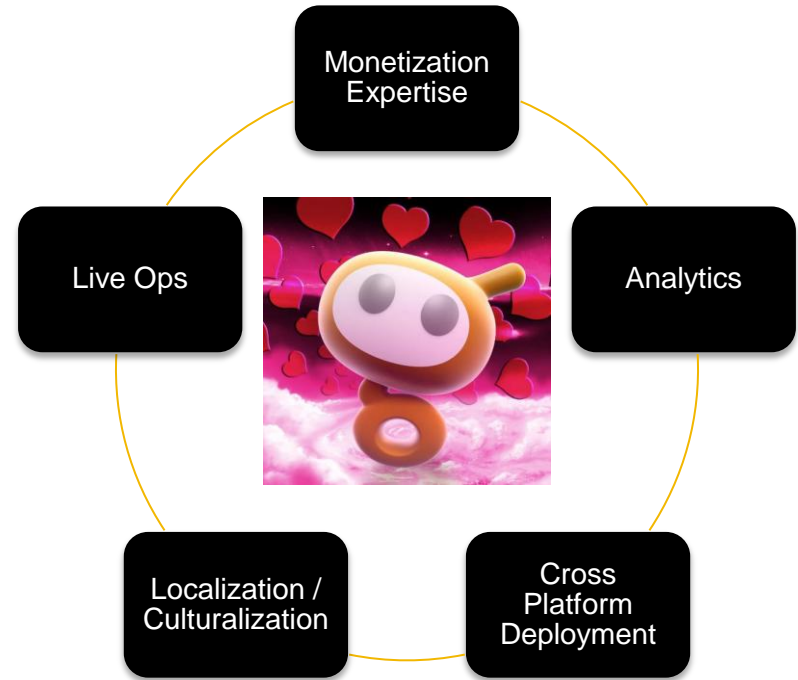 Monetization
Expertise
Live Ops
Analytics
Localization /
Culturalization
Cross
Platform
Deployment